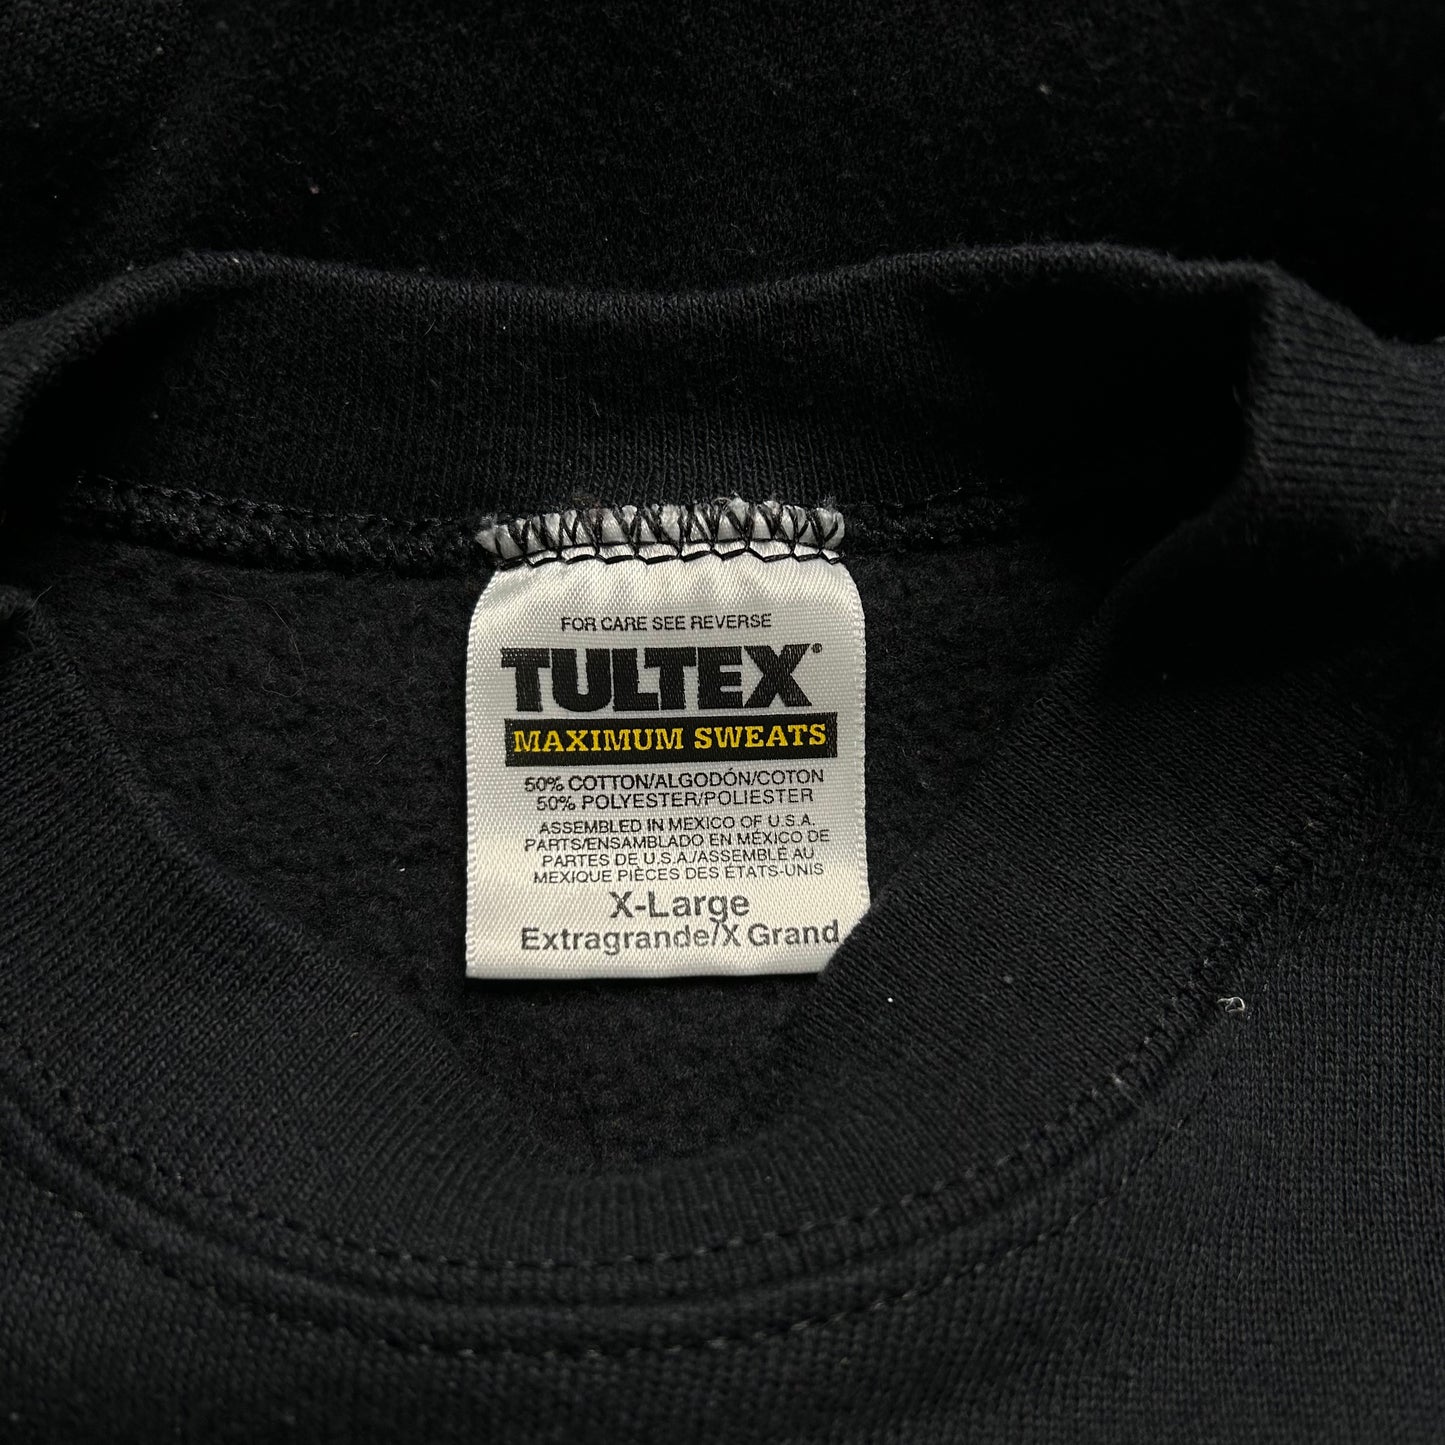 FOR CARE SEE REVERSE
TULTEX®
MAXIMUM SWEATS
50% COTTON/ALGODÓN/COTON
50% POLYESTER/POLIESTER
ASSEMBLED IN MEXICO OF U.S.A.
PARTS/ENSAMBLADO EN MÉXICO DE
PARTES DE U.S.A./ASSEMBLÉ AU
MEXIQUE PIÈCES DES ÉTATS-UNIS
X-Large
Extragrande/X Grand